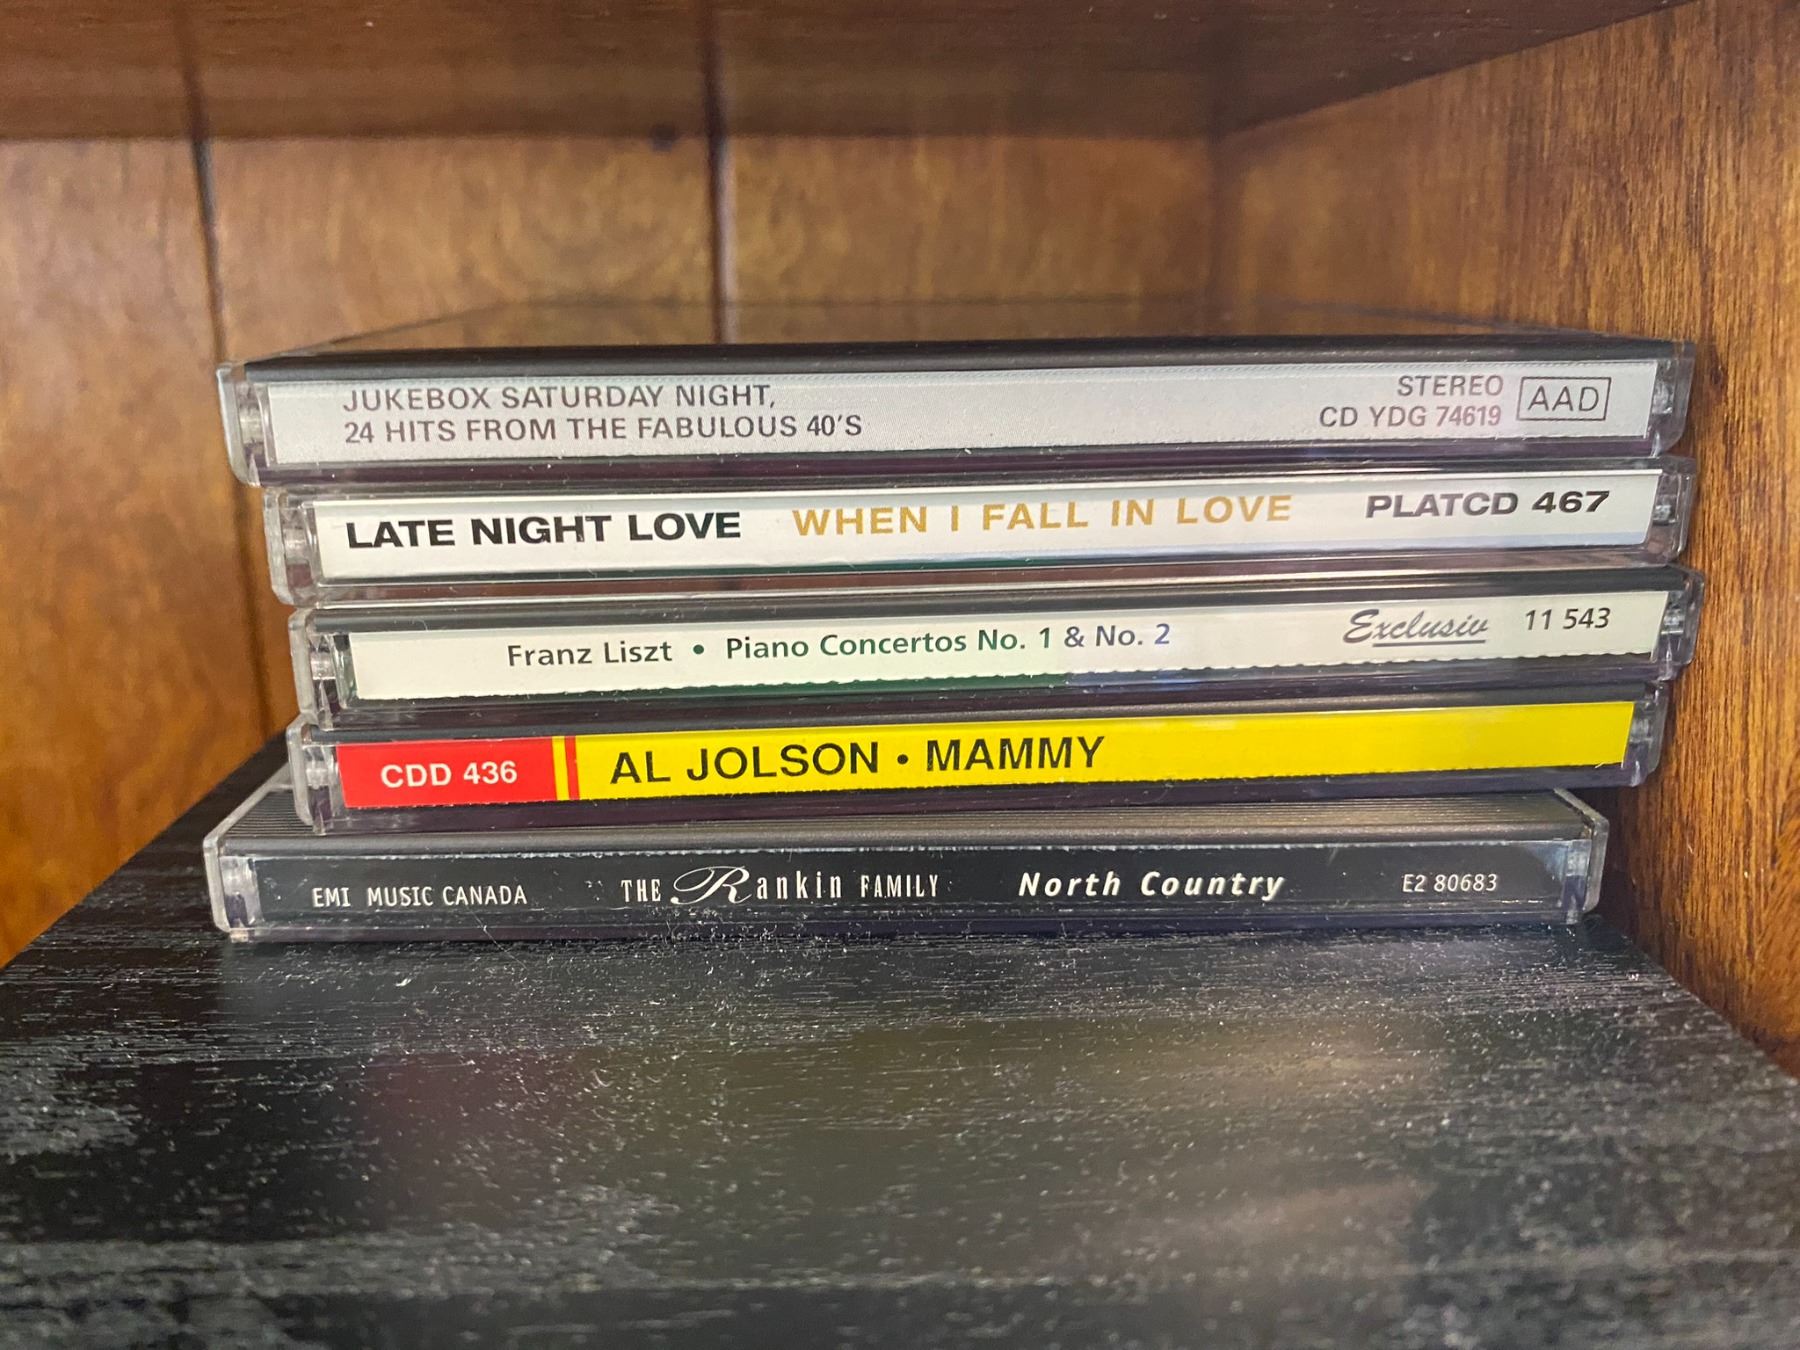 JUKEBOX SATURDAY NIGHT,
24 HITS FROM THE FABULOUS 40'S
STEREO
CD YDG 74619
AAD
LATE NIGHT LOVE WHEN I FALL IN LOVE PLATCD 467
Franz Liszt • Piano Concertos No. 1 & No. 2 Exclusiv 11 543
CDD 436 AL JOLSON • MAMMY
EMI MUSIC CANADA THE Rankin FAMILY North Country E2 80683